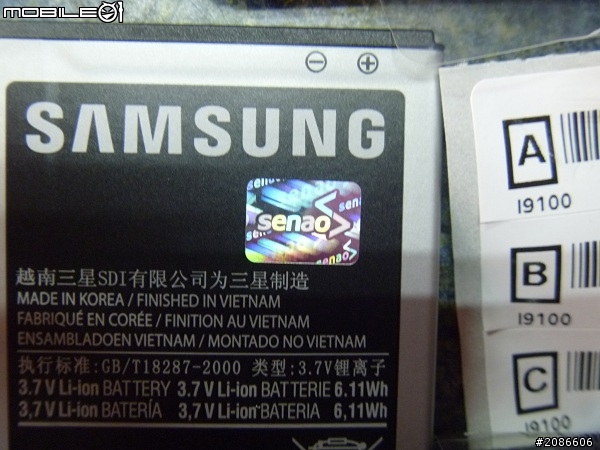 MOBILE01
SAMSUNG
senao
越南三星SDI有限公司为三星制造
MADE IN KOREA / FINISHED IN VIETNAM
FABRIQUÉ EN CORÉE / FINITION AU VIETNAM
ENSAMBLADOEN VIETNAM / MONTADO NO VIETNAM
执行标准:GB/T18287-2000 类型:3.7V锂离子
3.7 V Li-ion BATTERY 3.7 V Li-ion BATTERIE 6.11Wh
3,7 V Li-ion BATERÍA 3,7 V Li-ion BATERIA 6,11Wh
A
I9100
B
I9100
C
I9100
#2086606